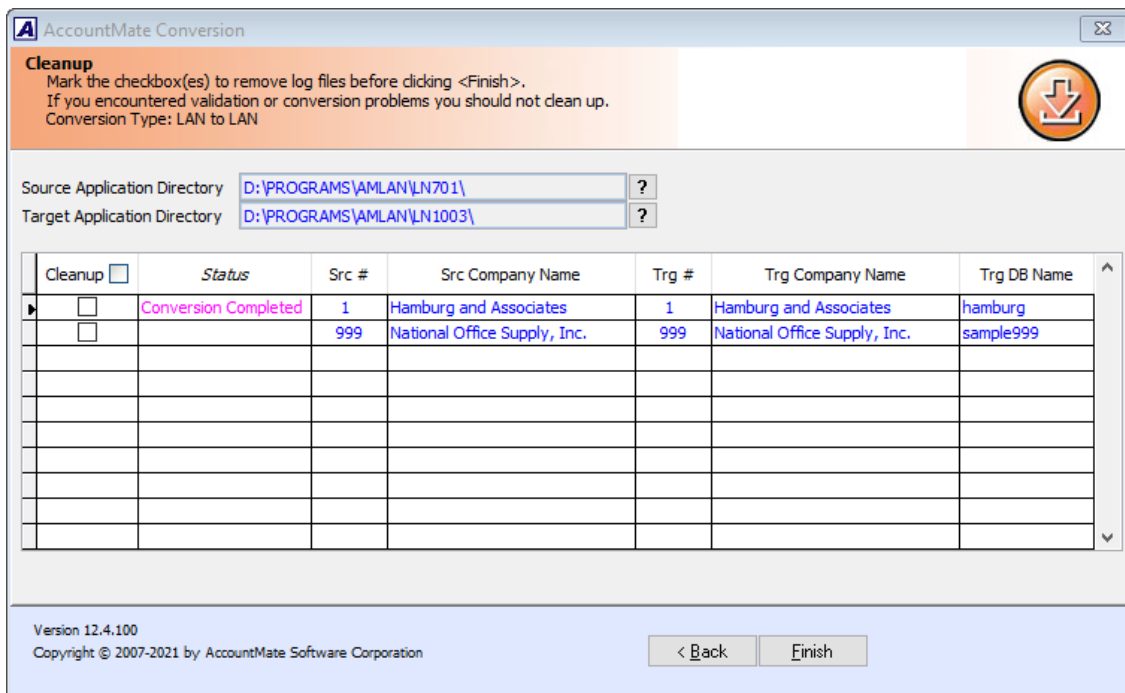 A AccountMate Conversion
Cleanup
Mark the checkbox(es) to remove log files before clicking <Finish>.
If you encountered validation or conversion problems you should not clean up.
Conversion Type: LAN to LAN
Source Application Directory D:\PROGRAMS\AMLAN\LN701\ ?
Target Application Directory D:\PROGRAMS\AMLAN\LN1003\ ?
Cleanup Status Src # Src Company Name Trg # Trg Company Name Trg DB Name
Conversion Completed 1 Hamburg and Associates 1 Hamburg and Associates hamburg
999 National Office Supply, Inc. 999 National Office Supply, Inc. sample999
Version 12.4.100
Copyright © 2007-2021 by AccountMate Software Corporation
< Back Finish